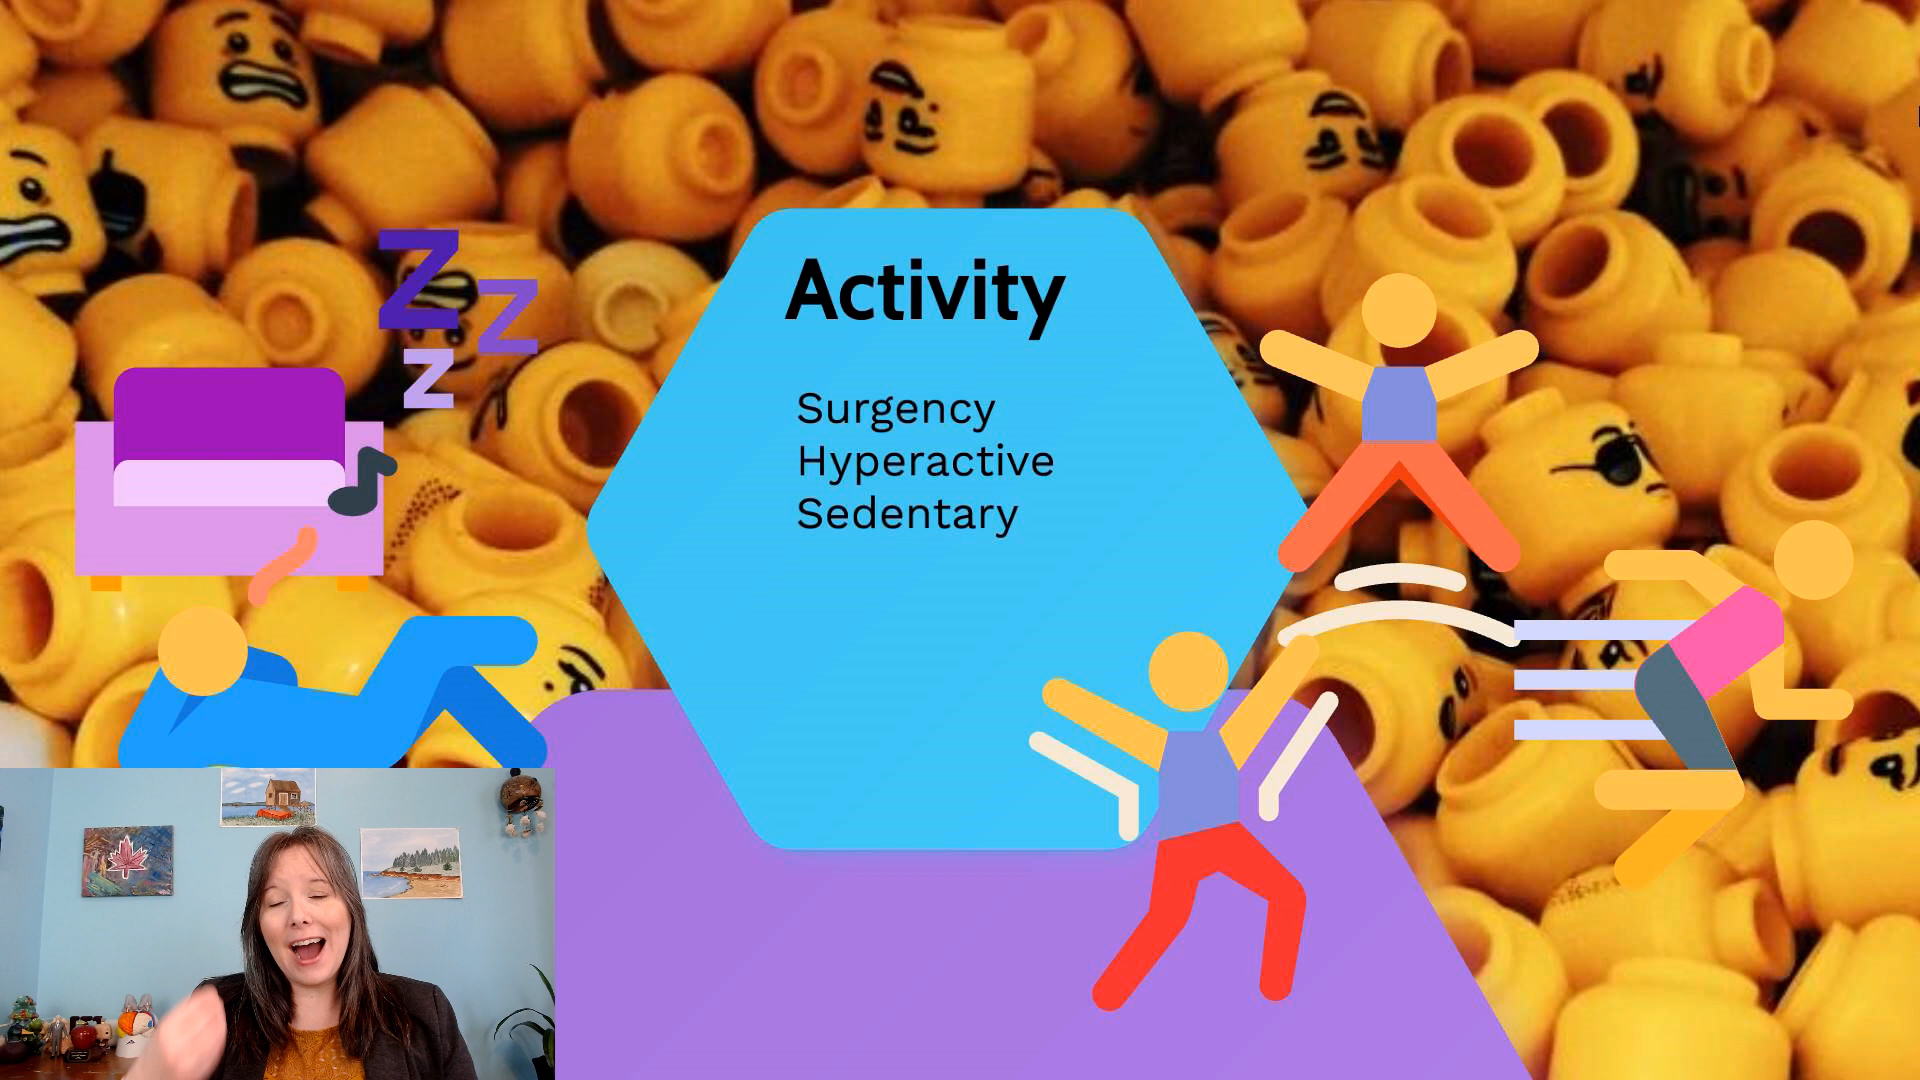 Z
Z
Z
Activity
Surgency
Hyperactive
Sedentary